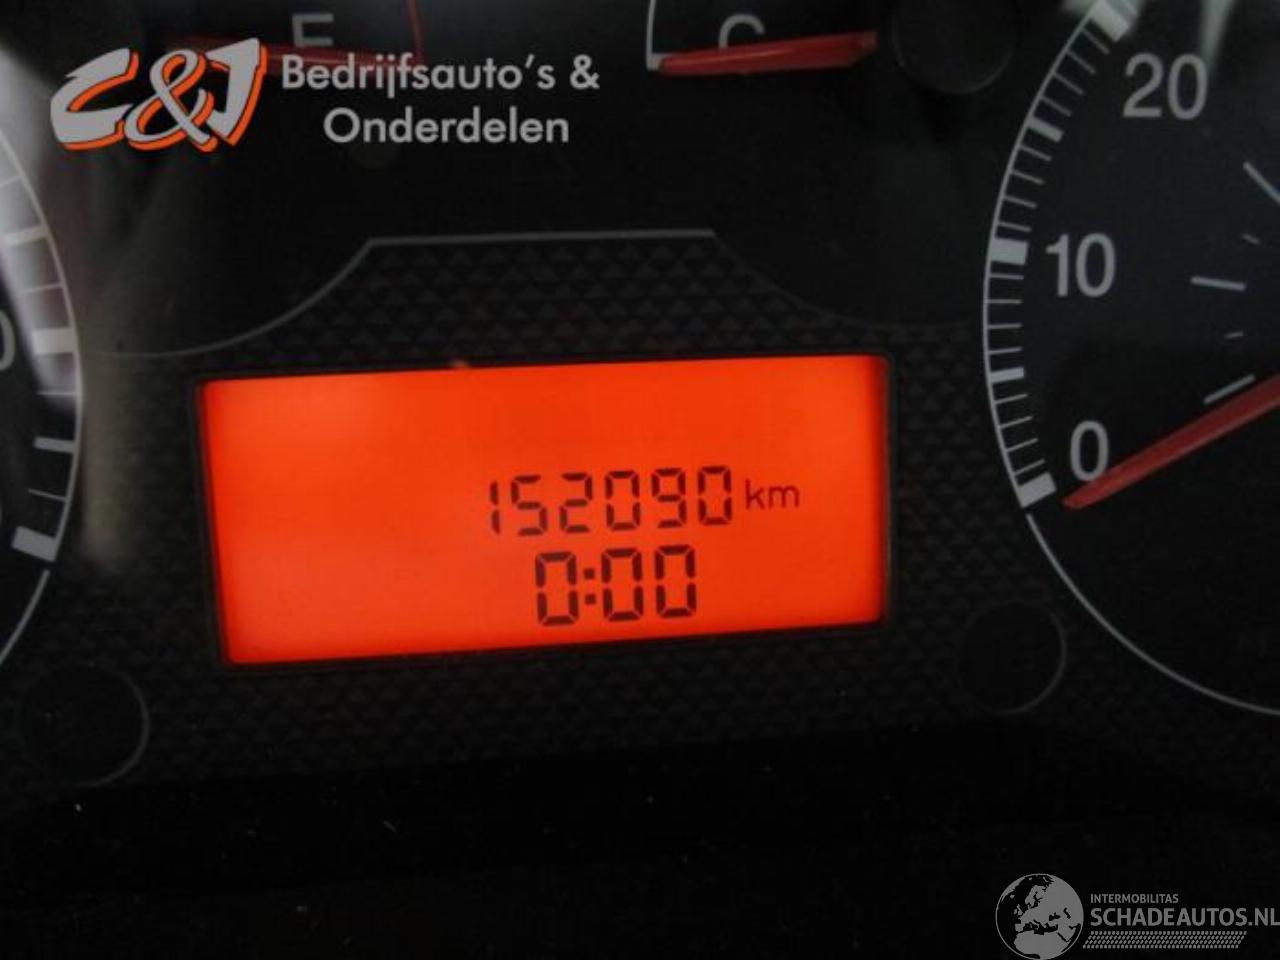 E
C
C&J
Bedrijfsauto's &
Onderdelen
20
10
0
152090 km
0:00
INTERMOBILITAS
SCHADEAUTOS.NL